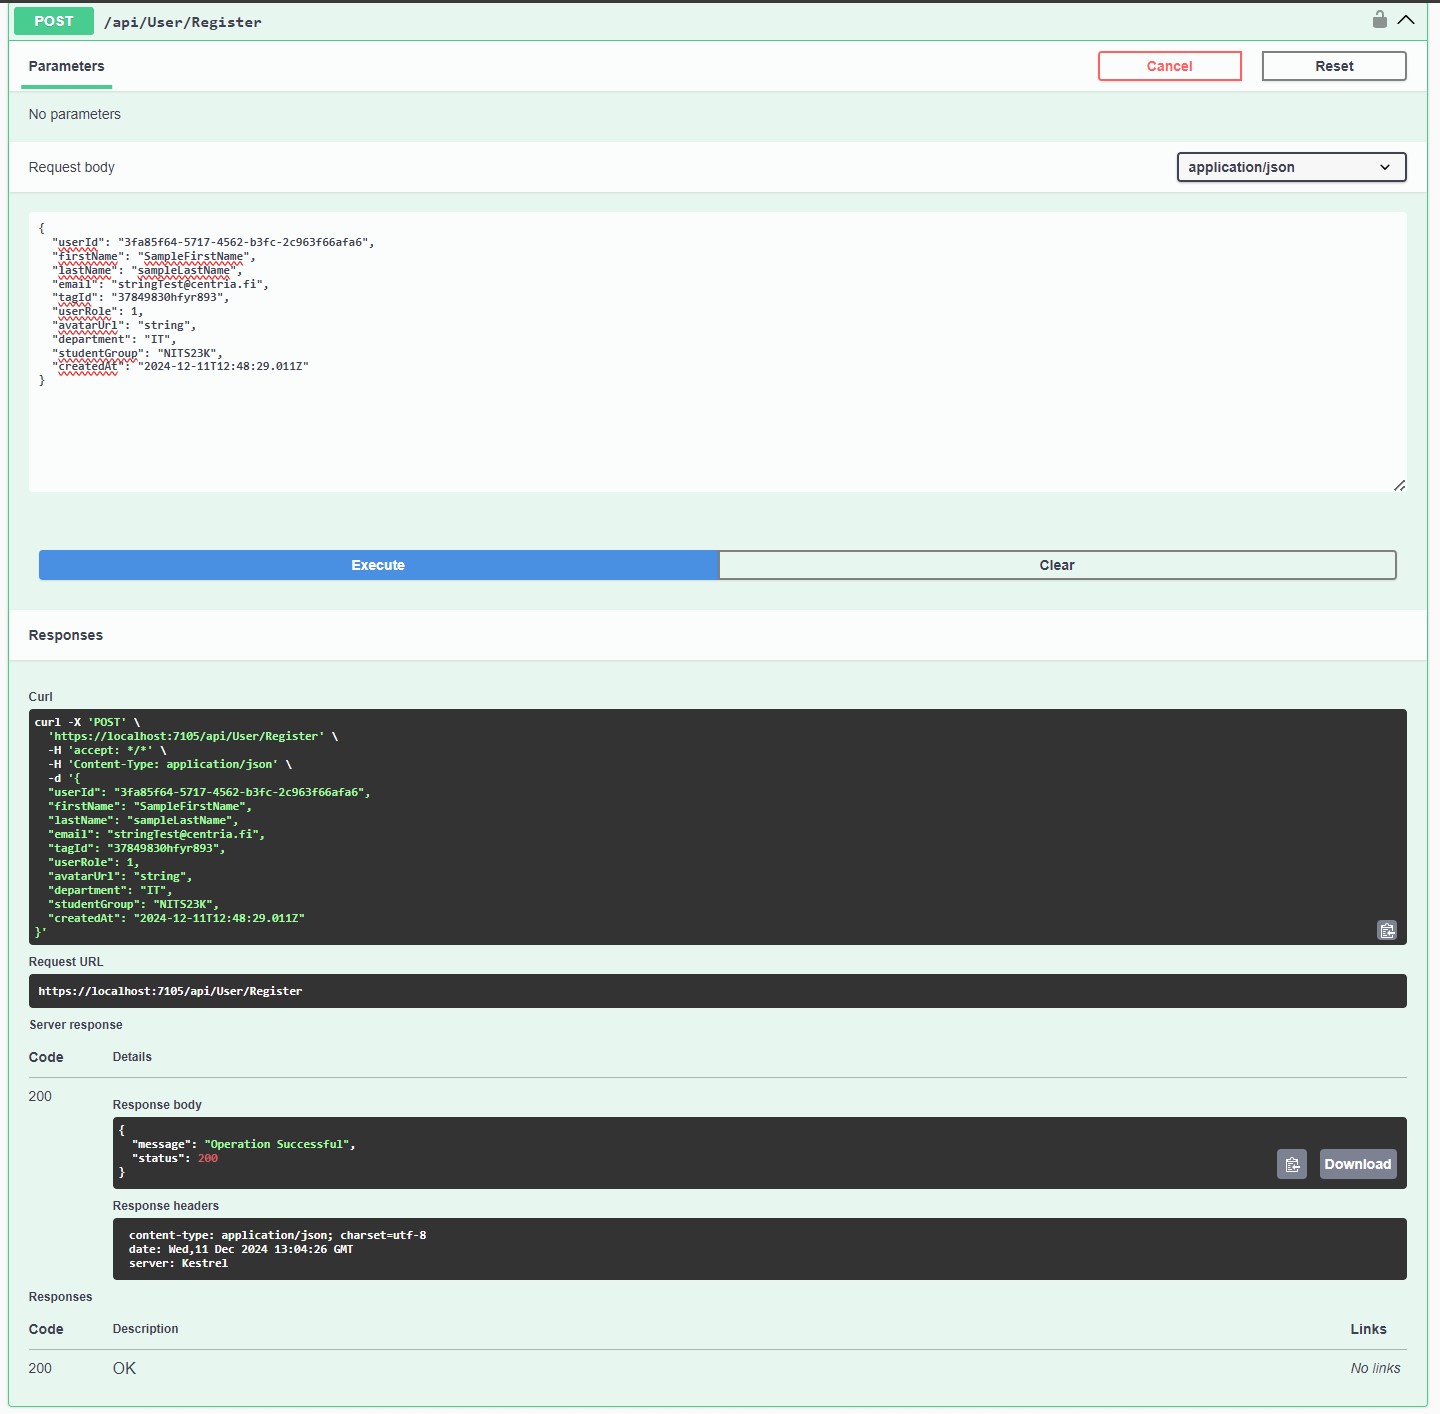 POST /api/User/Register
Parameters
Cancel
Reset
No parameters
Request body
application/json
{
  "userId": "3fa85f64-5717-4562-b3fc-2c963f66afa6",
  "firstName": "SampleFirstName",
  "lastName": "sampleLastName",
  "email": "stringTest@centria.fi",
  "tagId": "37849830hfyr893",
  "userRole": 1,
  "avatarUrl": "string",
  "department": "IT",
  "studentGroup": "NITS23K",
  "createdAt": "2024-12-11T12:48:29.011Z"
}
Execute
Clear
Responses
Curl
curl -X 'POST' \
  'https://localhost:7105/api/User/Register' \
  -H 'accept: */*' \
  -H 'Content-Type: application/json' \
  -d '{
  "userId": "3fa85f64-5717-4562-b3fc-2c963f66afa6",
  "firstName": "SampleFirstName",
  "lastName": "sampleLastName",
  "email": "stringTest@centria.fi",
  "tagId": "37849830hfyr893",
  "userRole": 1,
  "avatarUrl": "string",
  "department": "IT",
  "studentGroup": "NITS23K",
  "createdAt": "2024-12-11T12:48:29.011Z"
}'
Request URL
https://localhost:7105/api/User/Register
Server response
Code Details
200
Response body
{
  "message": "Operation Successful",
  "status": 200
}
Download
Response headers
content-type: application/json; charset=utf-8
date: Wed,11 Dec 2024 13:04:26 GMT
server: Kestrel
Responses
Code Description Links
200 OK No links